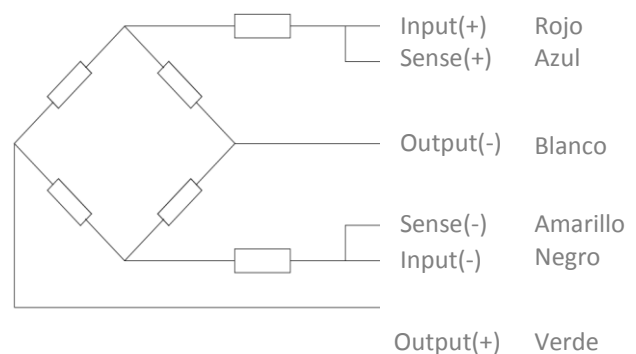 Input(+) Rojo
Sense(+) Azul
Output(-) Blanco
Sense(-) Amarillo
Input(-) Negro
Output(+) Verde